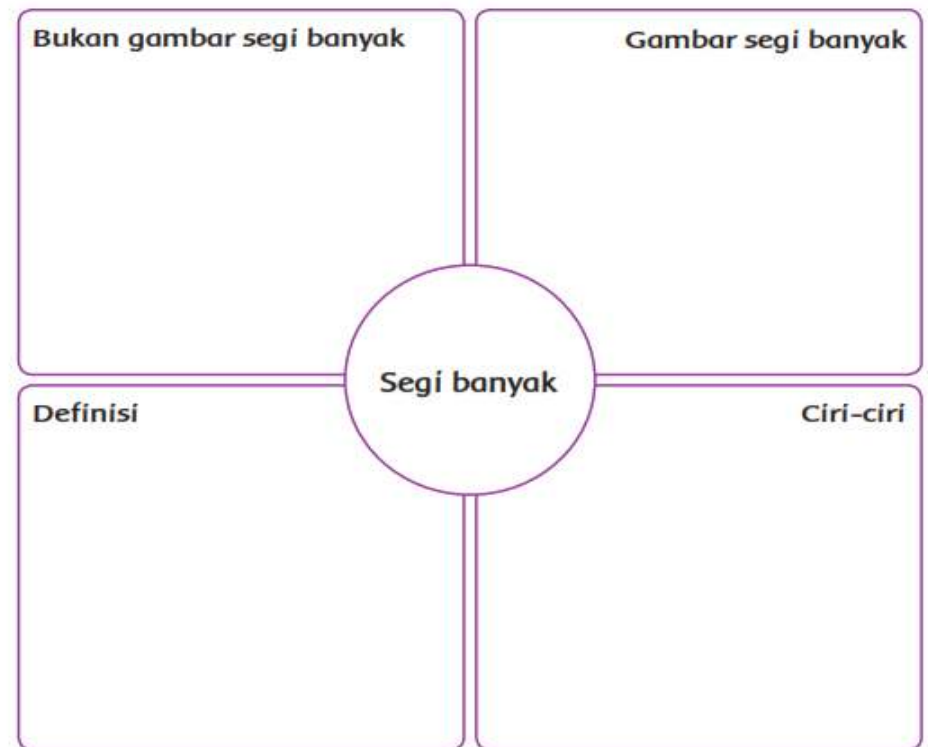 Bukan gambar segi banyak
Gambar segi banyak
Segi banyak
Definisi
Ciri-ciri